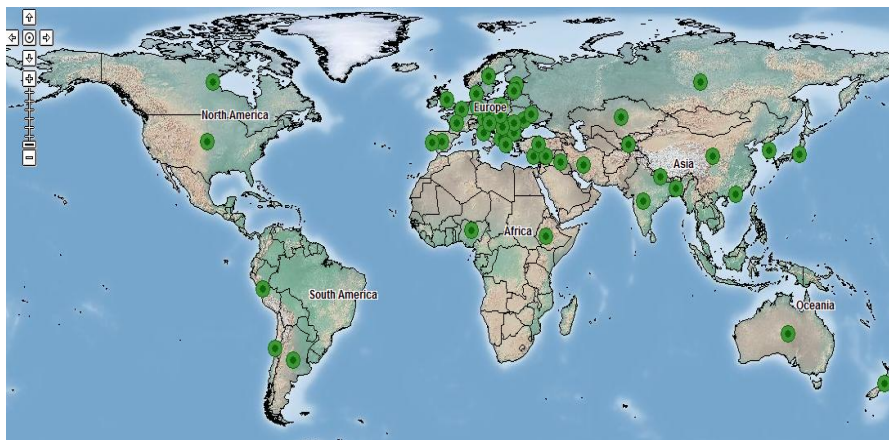 North America
Europe
Asia
Africa
South America
Oceania